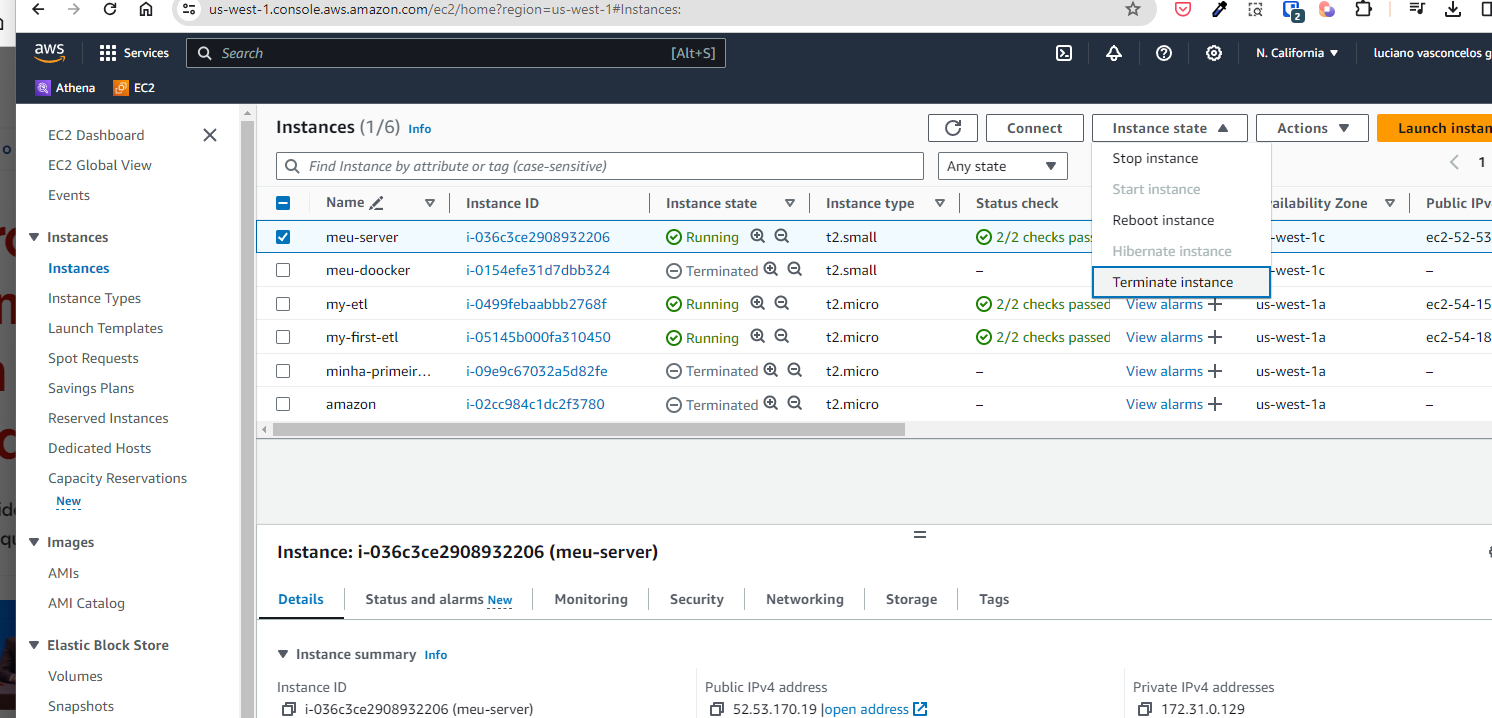 us-west-1.console.aws.amazon.com/ec2/home?region=us-west-1#Instances:
2
aws Services Search [Alt+S] N. California luciano vasconcelos g
Athena EC2
EC2 Dashboard
EC2 Global View
Events
Instances
Instances
Instance Types
Launch Templates
Spot Requests
Savings Plans
Reserved Instances
Dedicated Hosts
Capacity Reservations
New
Images
AMIs
AMI Catalog
Elastic Block Store
Volumes
Snapshots
Instances (1/6) Info Connect Instance state Actions Launch instan
Find Instance by attribute or tag (case-sensitive) Any state 1
Stop instance
Start instance
Reboot instance
Hibernate instance
Terminate instance
Name Instance ID Instance state Instance type Status check ailability Zone Public IPv
meu-server i-036c3ce2908932206 Running t2.small 2/2 checks pass s-west-1c ec2-52-53
meu-doocker i-0154efe31d7dbb324 Terminated t2.small – s-west-1c –
my-etl i-0499febaabbb2768f Running t2.micro 2/2 checks passed View alarms + us-west-1a ec2-54-15
my-first-etl i-05145b000fa310450 Running t2.micro 2/2 checks passed View alarms + us-west-1a ec2-54-18
minha-primeir... i-09e9c67032a5d82fe Terminated t2.micro – View alarms + us-west-1a –
amazon i-02cc984c1dc2f3780 Terminated t2.micro – View alarms + us-west-1a –
Instance: i-036c3ce2908932206 (meu-server)
Details Status and alarms New Monitoring Security Networking Storage Tags
Instance summary Info
Instance ID Public IPv4 address Private IPv4 addresses
i-036c3ce2908932206 (meu-server) 52.53.170.19 |open address 172.31.0.129